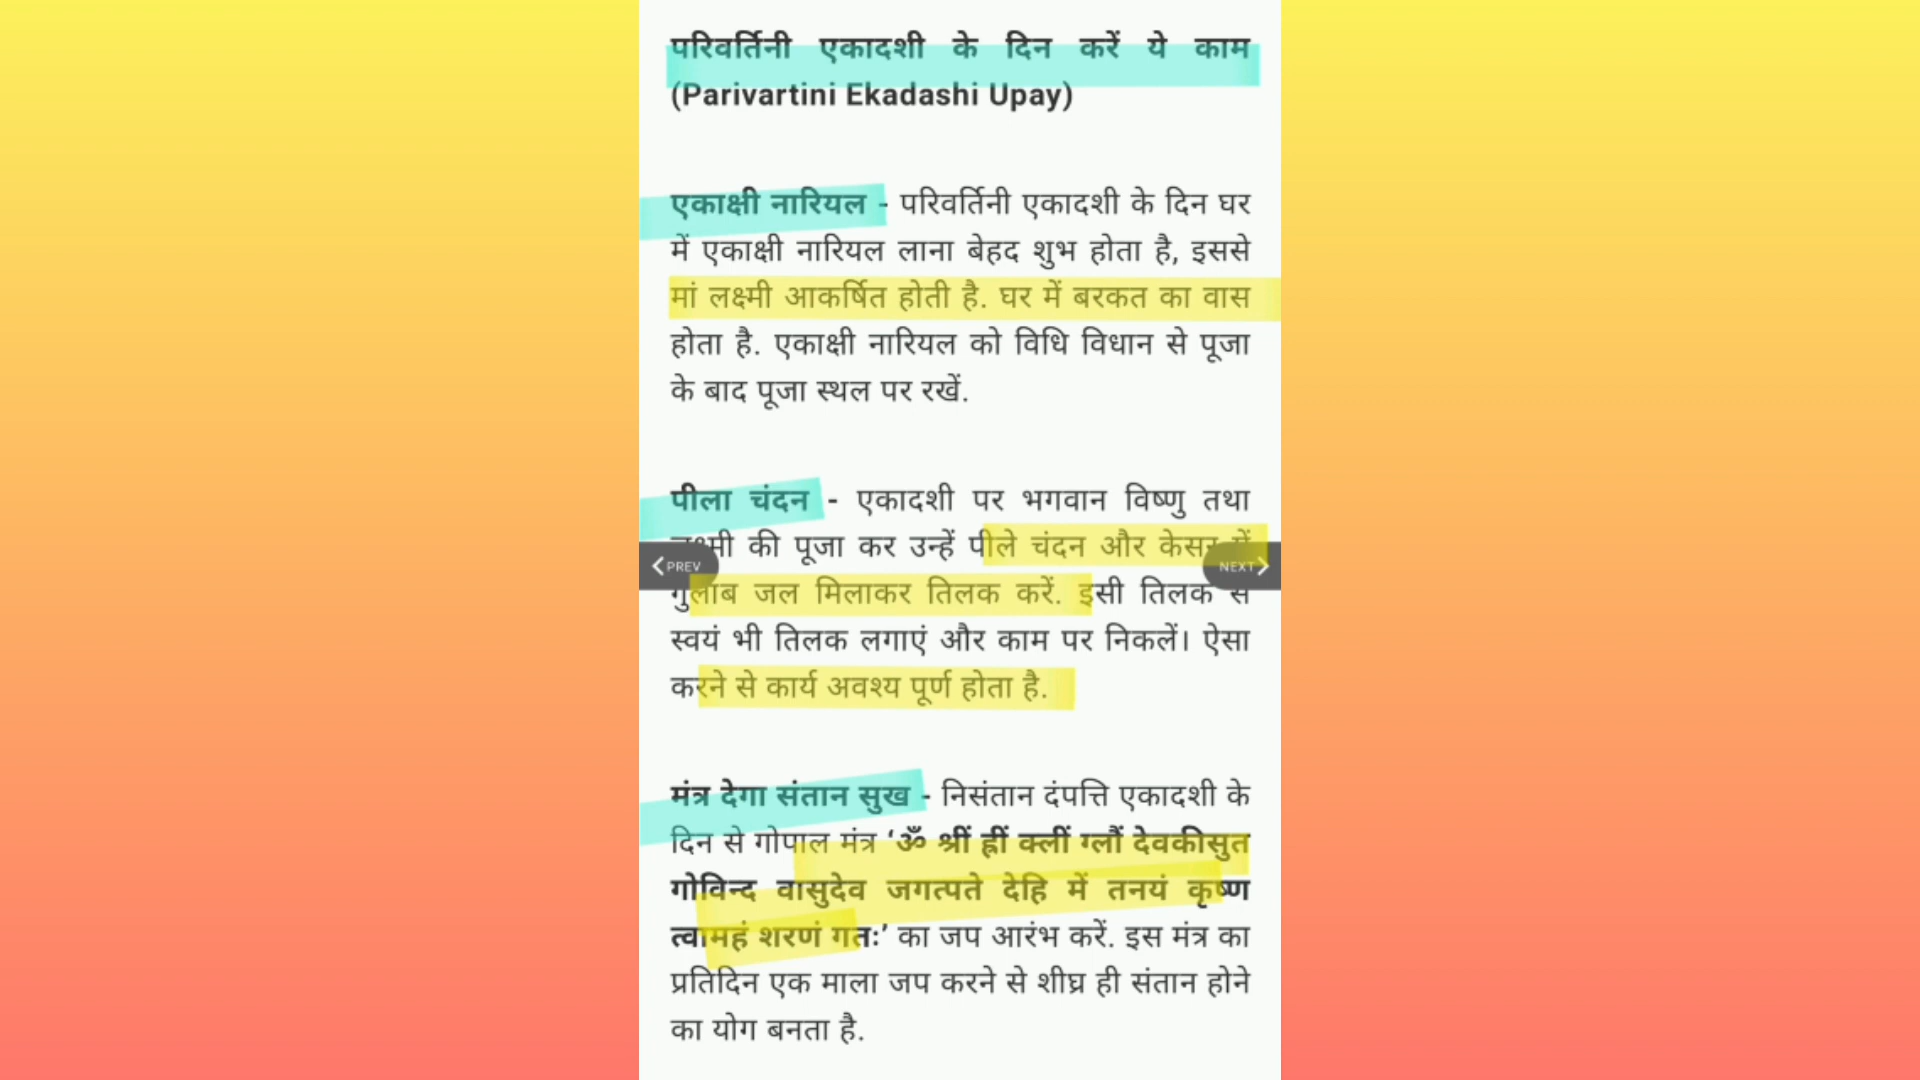 परिवर्तिनी एकादशी के दिन करें ये काम
(Parivartini Ekadashi Upay)
एकाक्षी नारियल - परिवर्तिनी एकादशी के दिन घर
में एकाक्षी नारियल लाना बेहद शुभ होता है, इससे
मां लक्ष्मी आकर्षित होती है. घर में बरकत का वास
होता है. एकाक्षी नारियल को विधि विधान से पूजा
के बाद पूजा स्थल पर रखें.
पीला चंदन - एकादशी पर भगवान विष्णु तथा
लक्ष्मी की पूजा कर उन्हें पीले चंदन और केसर में
PREV
NEXT
गुलाब जल मिलाकर तिलक करें. इसी तिलक से
स्वयं भी तिलक लगाएं और काम पर निकलें। ऐसा
करने से कार्य अवश्य पूर्ण होता है.
मंत्र देगा संतान सुख - निसंतान दंपत्ति एकादशी के
दिन से गोपाल मंत्र ‘ॐ श्रीं ह्रीं क्लीं ग्लौं देवकीसुत
गोविन्द वासुदेव जगत्पते देहि में तनयं कृष्ण
त्वामहं शरणं गतः’ का जप आरंभ करें. इस मंत्र का
प्रतिदिन एक माला जप करने से शीघ्र ही संतान होने
का योग बनता है.